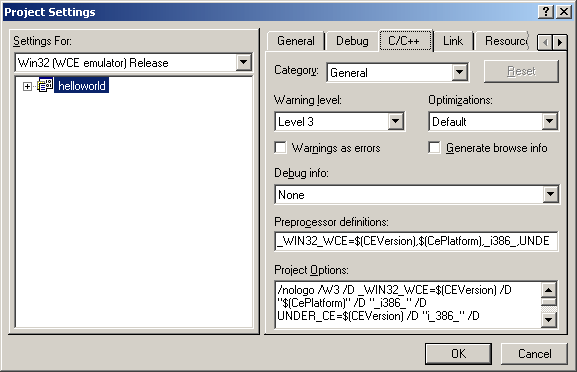 Project Settings
Settings For:
Win32 (WCE emulator) Release
helloworld
General Debug C/C++ Link Resourc
Category: General Reset
Warning level: Optimizations:
Level 3 Default
Warnings as errors Generate browse info
Debug info:
None
Preprocessor definitions:
_WIN32_WCE=$(CEVersion),$(CePlatform),_i386_,UNDE
Project Options:
/nologo /W3 /D _WIN32_WCE=$(CEVersion) /D
"$(CePlatform)" /D "_i386_" /D
UNDER_CE=$(CEVersion) /D "i_386_" /D
OK Cancel